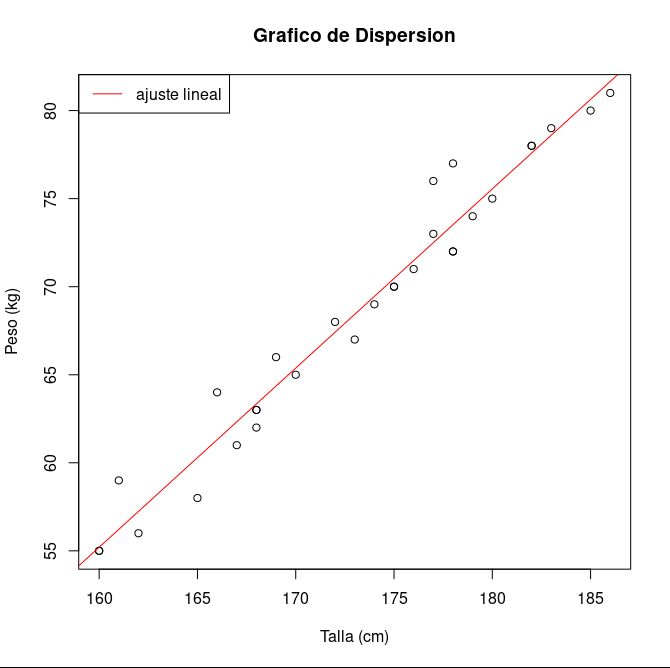 Grafico de Dispersion
ajuste lineal
Peso (kg)
80
75
70
65
60
55
160 165 170 175 180 185
Talla (cm)